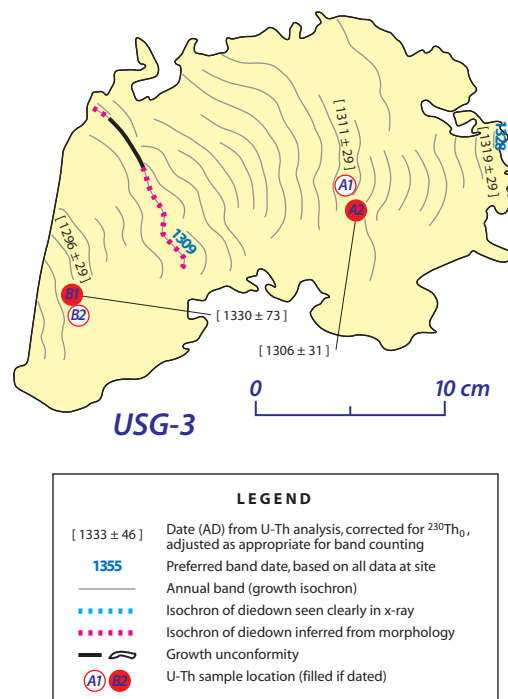 [ 1311 ± 29 ]
1328
[ 1319 ± 29 ]
A1
A2
1309
[ 1296 ± 29 ]
B1
B2
[ 1330 ± 73 ]
[ 1306 ± 31 ]
0 10 cm
USG-3
LEGEND
[ 1333 ± 46 ] Date (AD) from U-Th analysis, corrected for ²³⁰Th₀,
adjusted as appropriate for band counting
1355 Preferred band date, based on all data at site
Annual band (growth isochron)
Isochron of diedown seen clearly in x-ray
Isochron of diedown inferred from morphology
Growth unconformity
A1 B2 U-Th sample location (filled if dated)